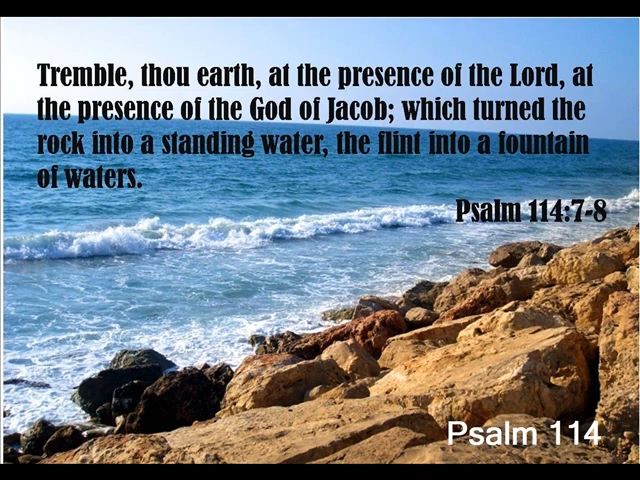 Tremble, thou earth, at the presence of the Lord, at
the presence of the God of Jacob; which turned the
rock into a standing water, the flint into a fountain
of waters.
Psalm 114:7-8
Psalm 114